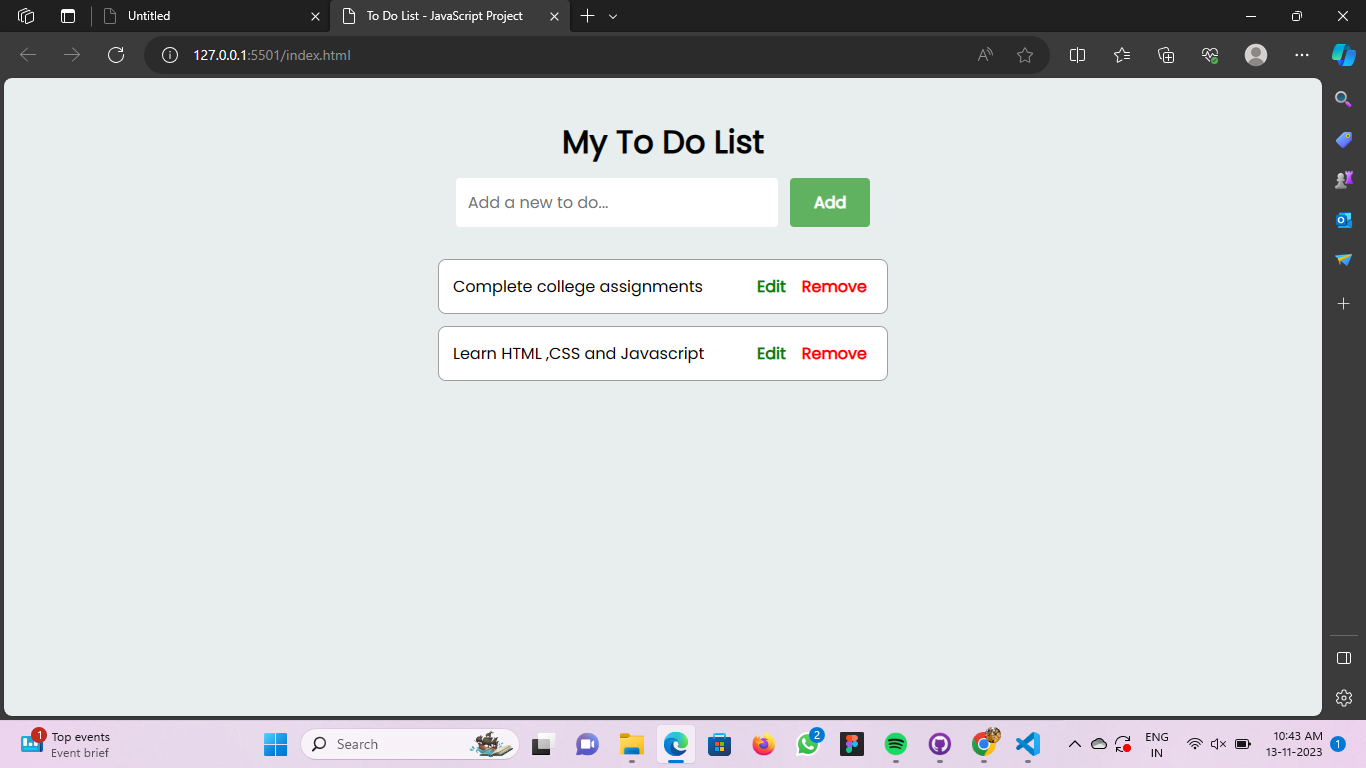 Untitled
To Do List - JavaScript Project
127.0.0.1:5501/index.html
My To Do List
Add a new to do...
Add
Complete college assignments Edit Remove
Learn HTML ,CSS and Javascript Edit Remove
1
Top events
Event brief
Search
2
ENG
IN
10:43 AM
13-11-2023
1